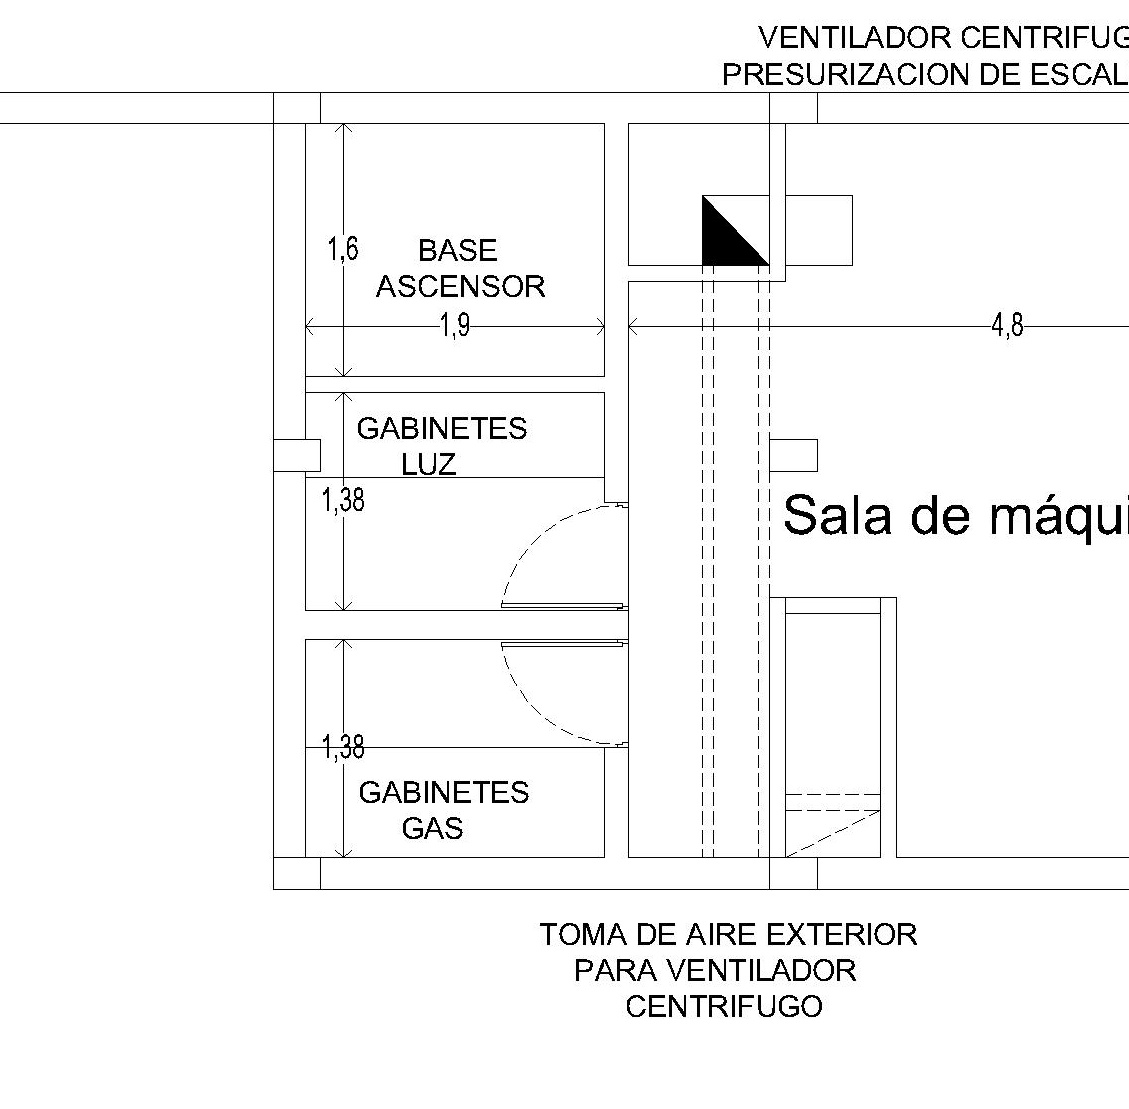 VENTILADOR CENTRIFUG
PRESURIZACION DE ESCAL
1,6
BASE
ASCENSOR
1,9
4,8
GABINETES
LUZ
1,38
Sala de máqui
1,38
GABINETES
GAS
TOMA DE AIRE EXTERIOR
PARA VENTILADOR
CENTRIFUGO